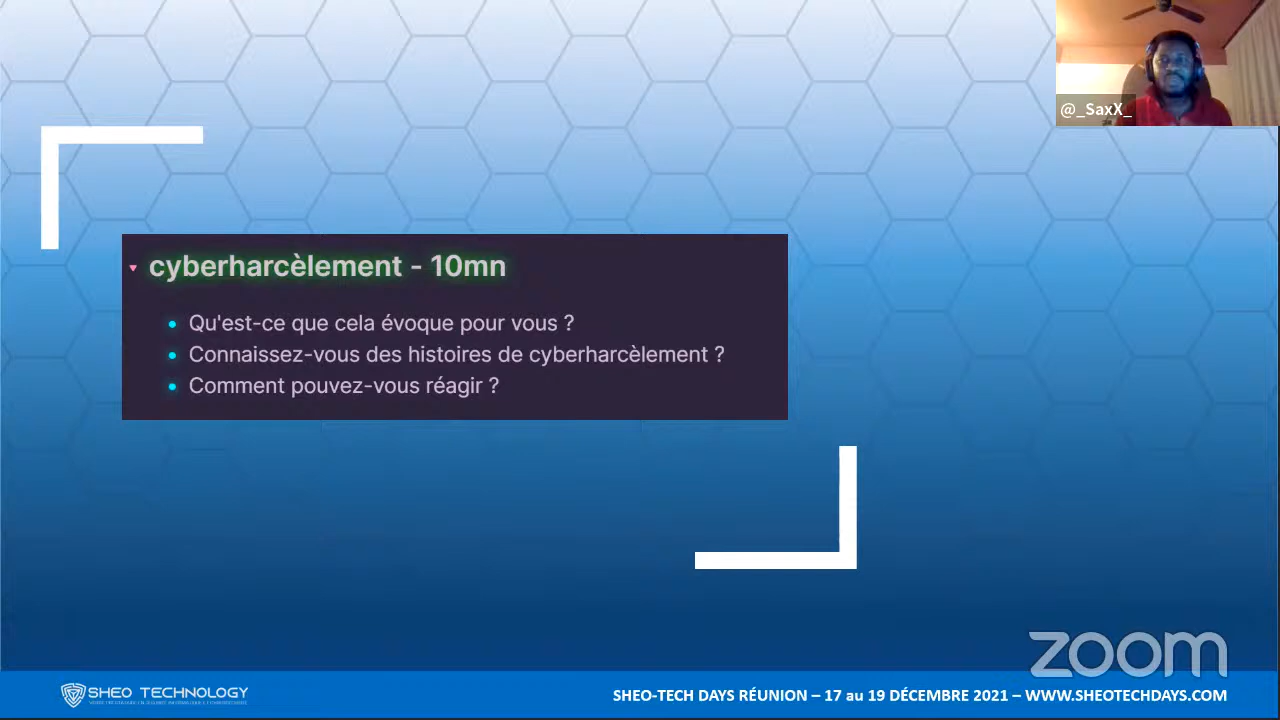 @_SaxX_
cyberharcèlement - 10mn
Qu'est-ce que cela évoque pour vous ?
Connaissez-vous des histoires de cyberharcèlement ?
Comment pouvez-vous réagir ?
zoom
SHEO TECHNOLOGY
SHEO-TECH DAYS RÉUNION – 17 au 19 DÉCEMBRE 2021 – WWW.SHEOTECHDAYS.COM